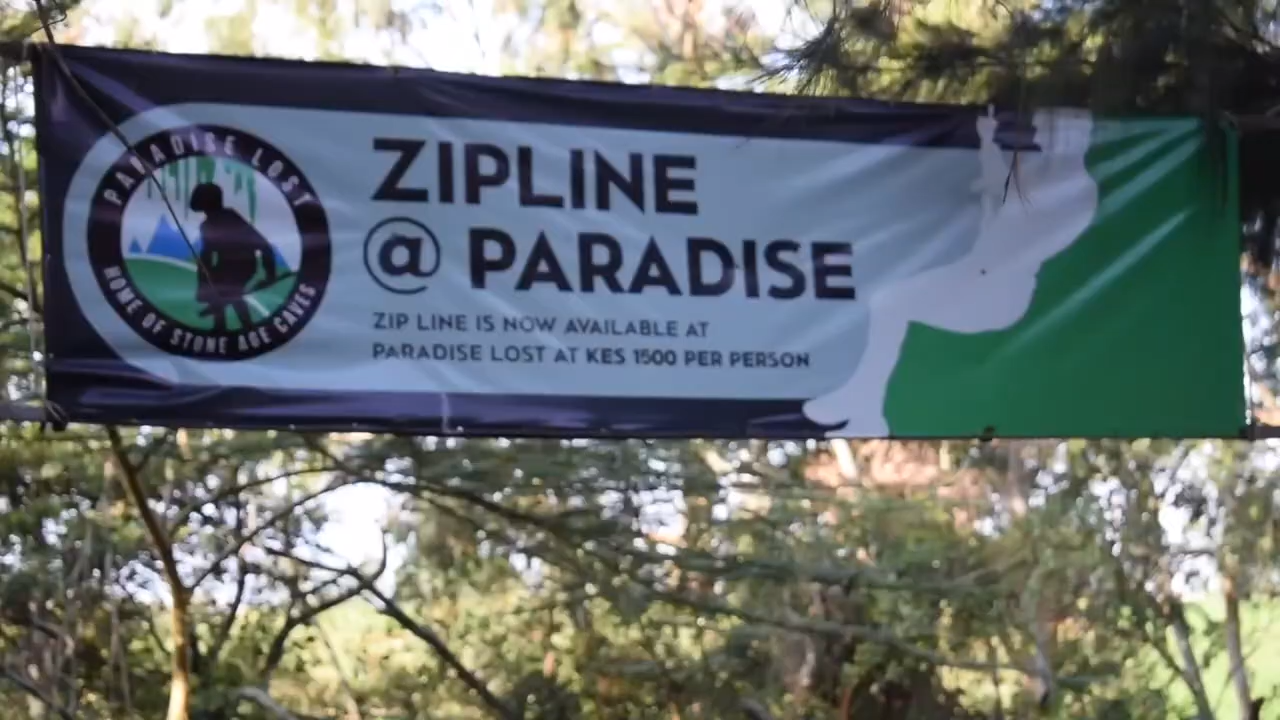 PARADISE LOST
HOME OF STONE AGE CAVES
ZIPLINE
@ PARADISE
ZIP LINE IS NOW AVAILABLE AT
PARADISE LOST AT KES 1500 PER PERSON